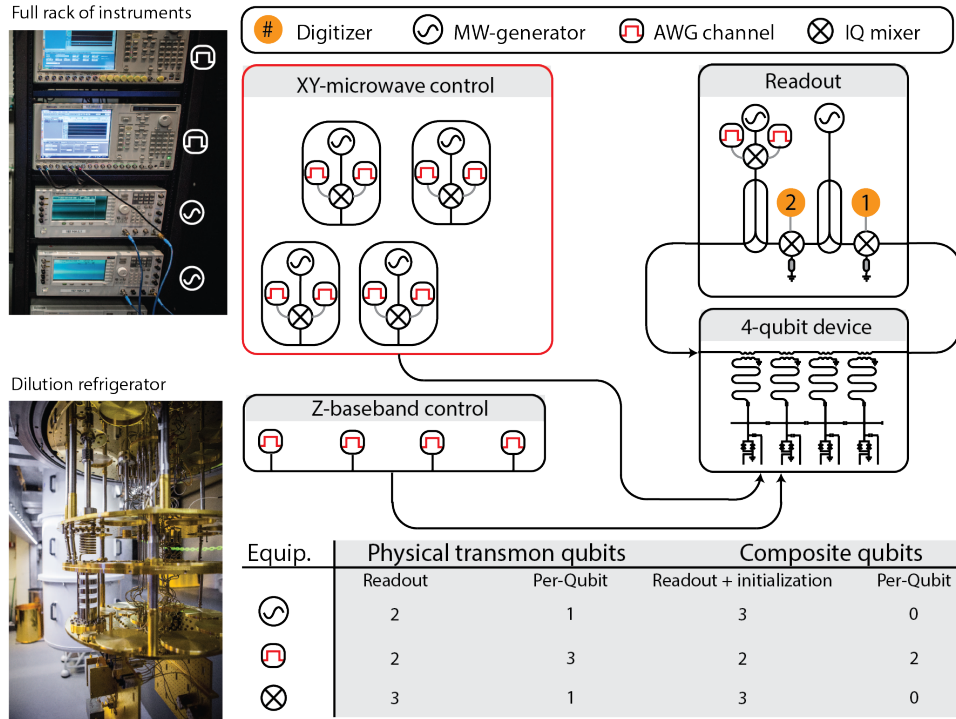 Full rack of instruments
# Digitizer MW-generator AWG channel IQ mixer
XY-microwave control
Readout
2
1
4-qubit device
Dilution refrigerator
Z-baseband control
Equip. Physical transmon qubits Composite qubits
Readout Per-Qubit Readout + initialization Per-Qubit
2 1 3 0
2 3 2 2
3 1 3 0